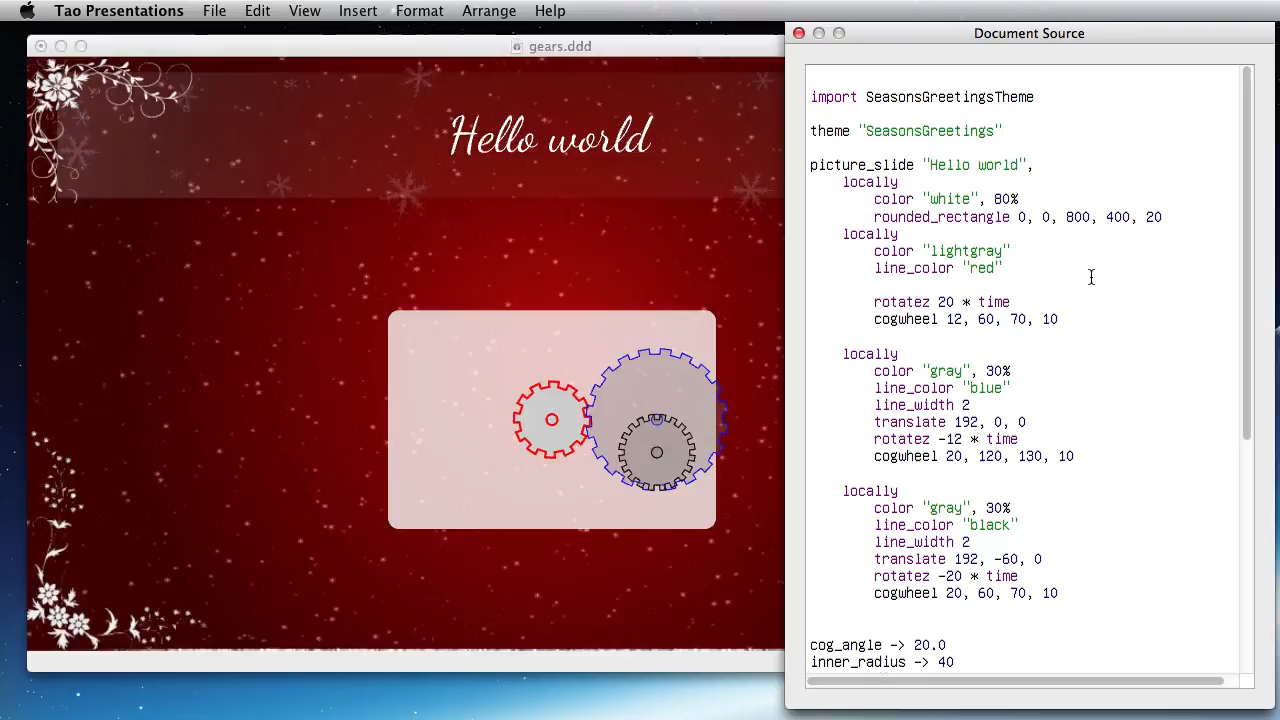 Tao Presentations File Edit View Insert Format Arrange Help
gears.ddd
Hello world
Document Source
import SeasonsGreetingsTheme
theme "SeasonsGreetings"
picture_slide "Hello world",
locally
color "white", 80%
rounded_rectangle 0, 0, 800, 400, 20
locally
color "lightgray"
line_color "red"
rotatez 20 * time
cogwheel 12, 60, 70, 10
locally
color "gray", 30%
line_color "blue"
line_width 2
translate 192, 0, 0
rotatez -12 * time
cogwheel 20, 120, 130, 10
locally
color "gray", 30%
line_color "black"
line_width 2
translate 192, -60, 0
rotatez -20 * time
cogwheel 20, 60, 70, 10
cog_angle -> 20.0
inner_radius -> 40